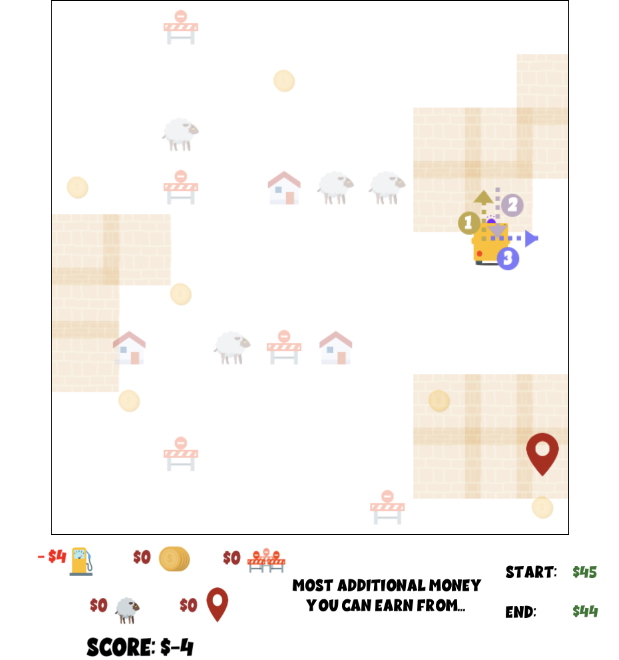 1
2
3
- $4
$0
$0
MOST ADDITIONAL MONEY
YOU CAN EARN FROM...
START: $45
$0
$0
END: $44
SCORE: $-4